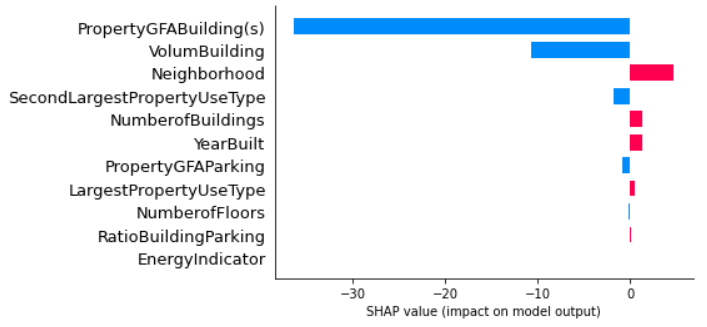 PropertyGFABuilding(s)
VolumBuilding
Neighborhood
SecondLargestPropertyUseType
NumberofBuildings
YearBuilt
PropertyGFAParking
LargestPropertyUseType
NumberofFloors
RatioBuildingParking
EnergyIndicator
−30 −20 −10 0
SHAP value (impact on model output)